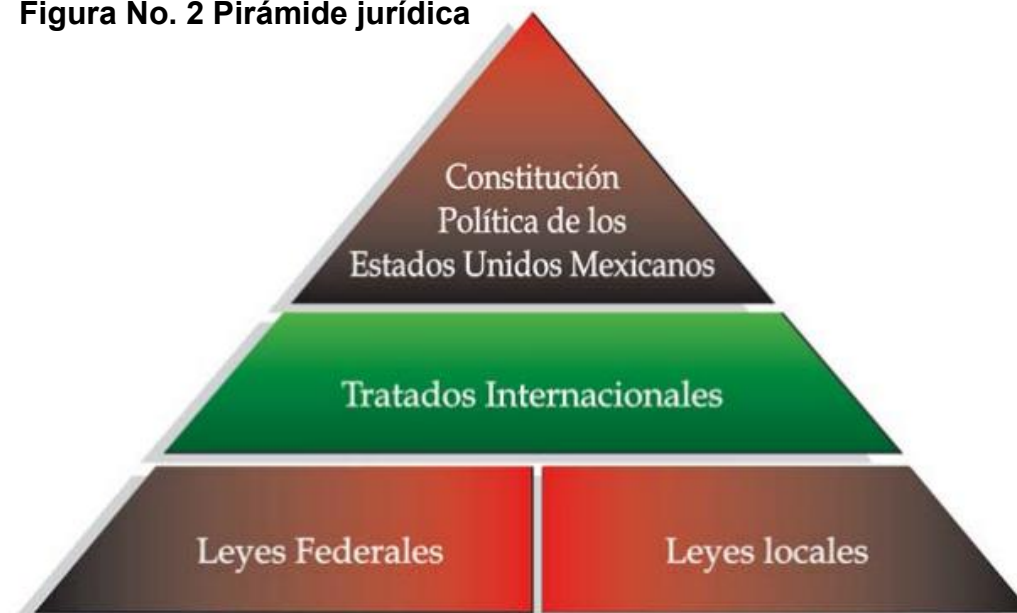 Figura No. 2 Pirámide jurídica
Constitución
Política de los
Estados Unidos Mexicanos
Tratados Internacionales
Leyes Federales
Leyes locales